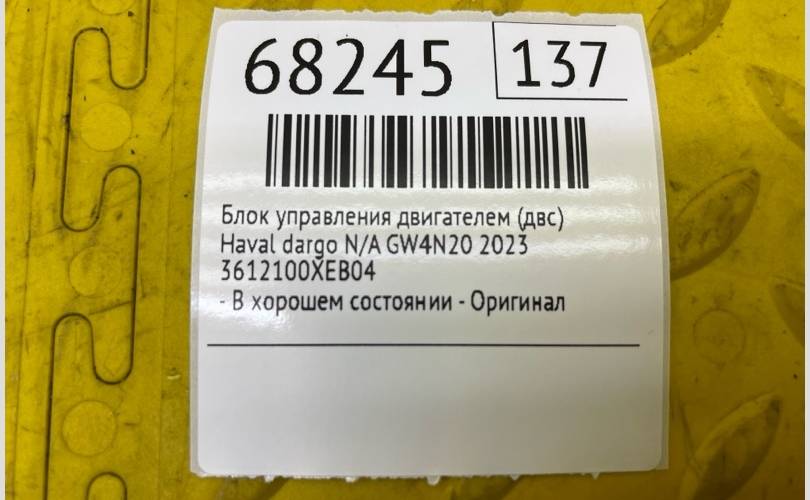 68245
137
Блок управления двигателем (двс)
Haval dargo N/A GW4N20 2023
3612100XEB04
- В хорошем состоянии - Оригинал